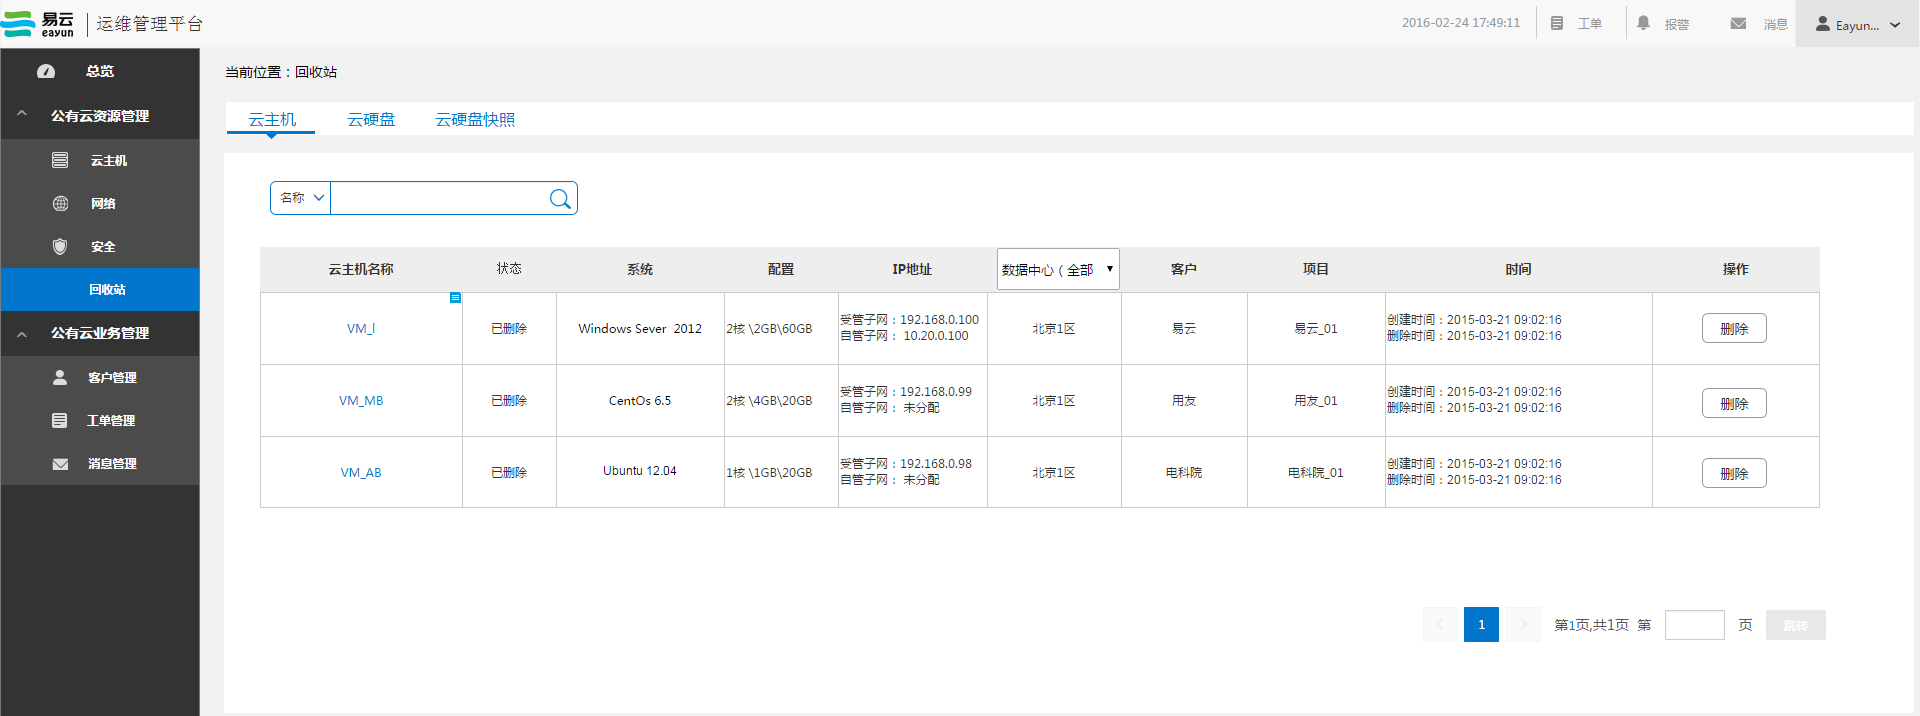 易云 eayun 运维管理平台
2016-02-24 17:49:11 工单 报警 消息 Eayun...
总览
公有云资源管理
云主机
网络
安全
回收站
公有云业务管理
客户管理
工单管理
消息管理
当前位置：回收站
云主机 云硬盘 云硬盘快照
名称
云主机名称 状态 系统 配置 IP地址 数据中心（全部 客户 项目 时间 操作
VM_l 已删除 Windows Sever 2012 2核 \2GB\60GB 受管子网：192.168.0.100 北京1区 易云 易云_01 创建时间：2015-03-21 09:02:16 删除
自管子网： 10.20.0.100 删除时间：2015-03-21 09:02:16
VM_MB 已删除 CentOs 6.5 2核 \4GB\20GB 受管子网：192.168.0.99 北京1区 用友 用友_01 创建时间：2015-03-21 09:02:16 删除
自管子网： 未分配 删除时间：2015-03-21 09:02:16
VM_AB 已删除 Ubuntu 12.04 1核 \1GB\20GB 受管子网：192.168.0.98 北京1区 电科院 电科院_01 创建时间：2015-03-21 09:02:16 删除
自管子网： 未分配 删除时间：2015-03-21 09:02:16
1 第1页,共1页 第 页 跳转